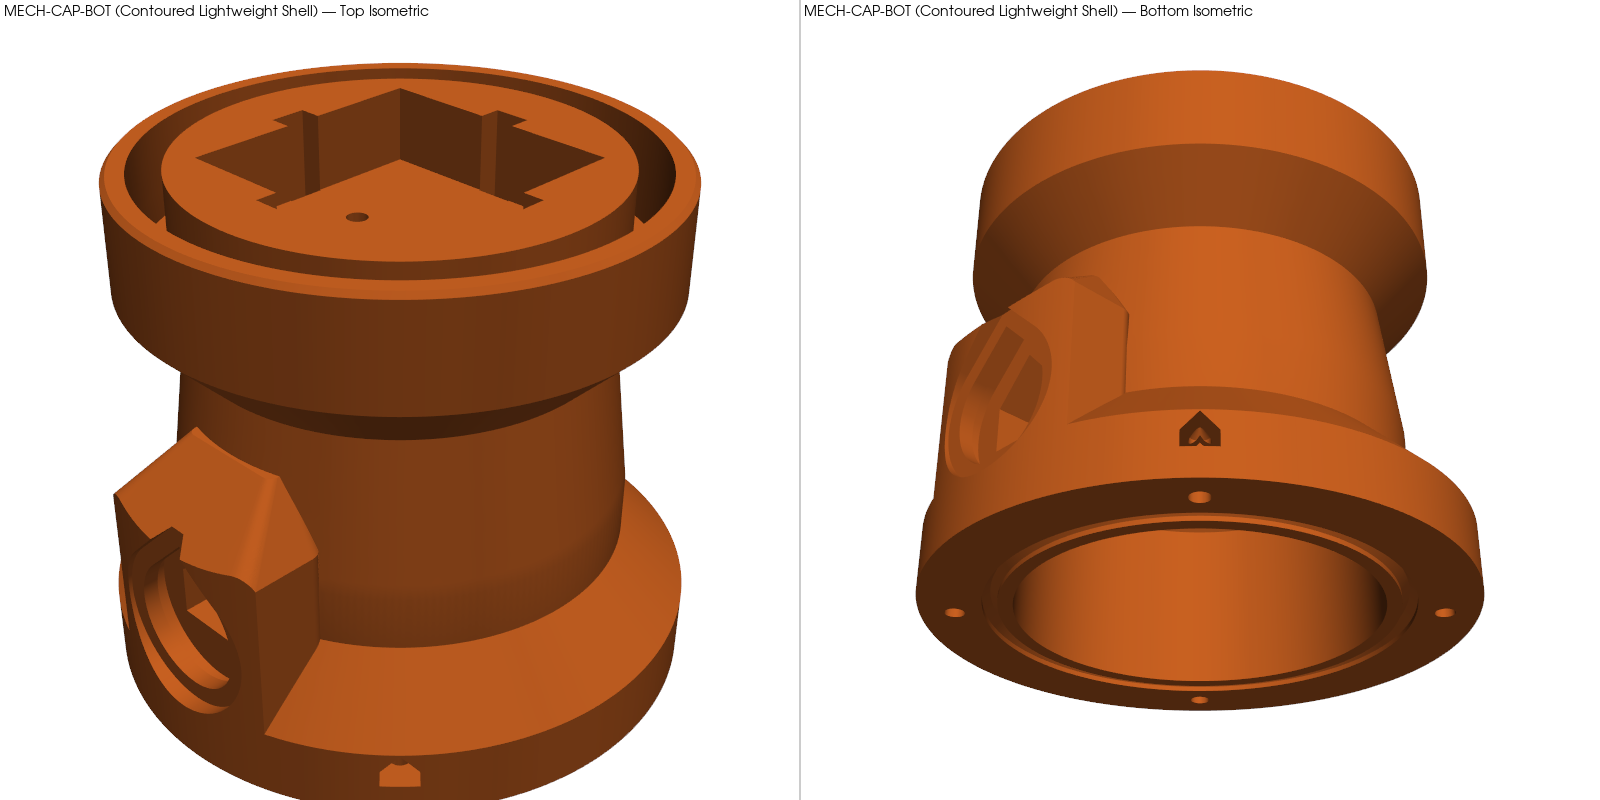 MECH-CAP-BOT (Contoured Lightweight Shell) — Top Isometric
MECH-CAP-BOT (Contoured Lightweight Shell) — Bottom Isometric